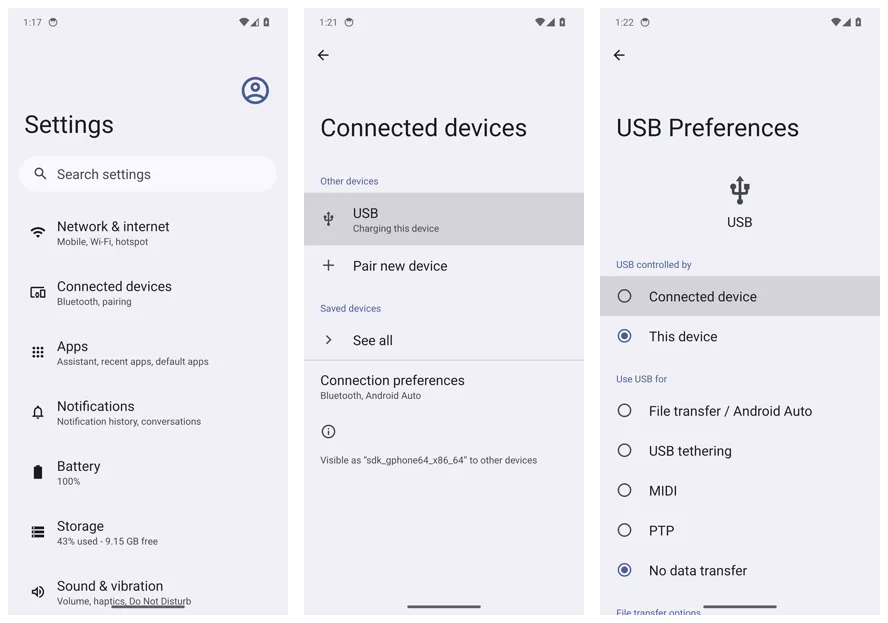 1:17
Settings
Search settings
Network & internet
Mobile, Wi-Fi, hotspot
Connected devices
Bluetooth, pairing
Apps
Assistant, recent apps, default apps
Notifications
Notification history, conversations
Battery
100%
Storage
43% used - 9.15 GB free
Sound & vibration
Volume, haptics, Do Not Disturb
1:21
Connected devices
Other devices
USB
Charging this device
Pair new device
Saved devices
See all
Connection preferences
Bluetooth, Android Auto
Visible as “sdk_gphone64_x86_64” to other devices
1:22
USB Preferences
USB
USB controlled by
Connected device
This device
Use USB for
File transfer / Android Auto
USB tethering
MIDI
PTP
No data transfer
File transfer options